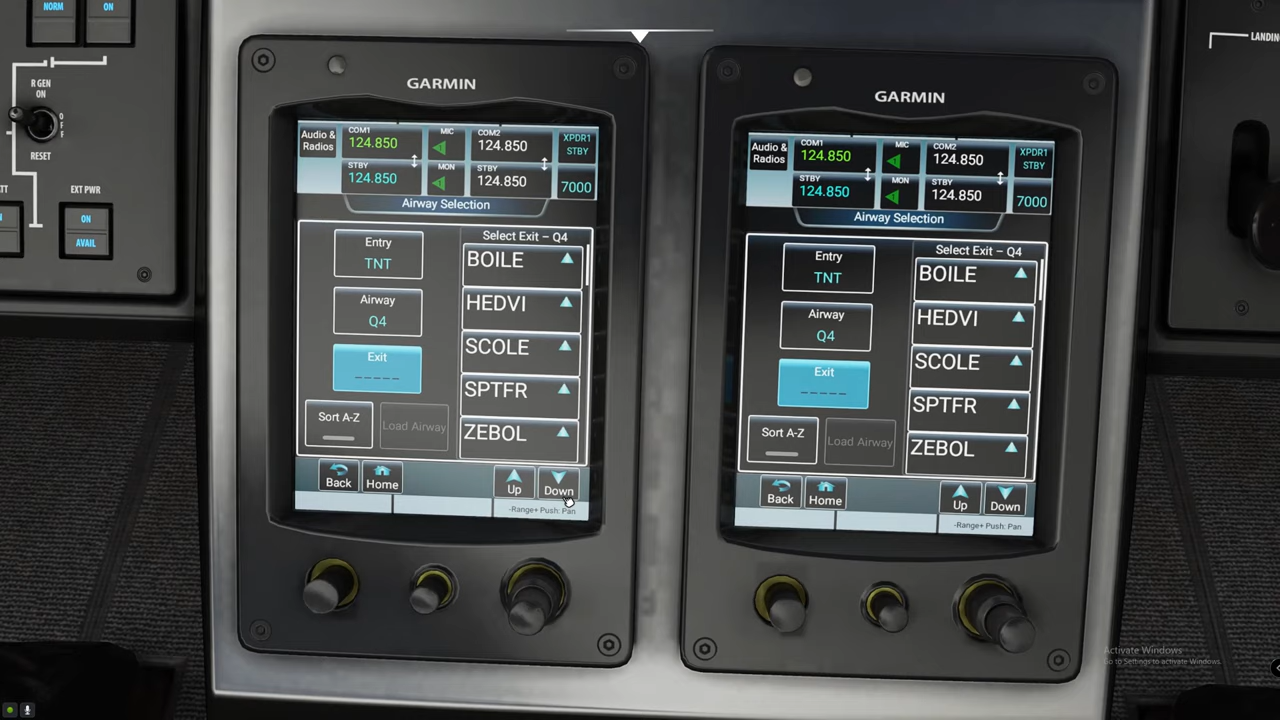 NORM
ON
R GEN
ON
O
F
F
RESET
EXT PWR
ON
AVAIL
GARMIN
Audio &
Radios
COM1
124.850
MIC
COM2
124.850
XPDR1
STBY
STBY
124.850
MON
STBY
124.850
7000
Airway Selection
Entry
TNT
Airway
Q4
Exit
_____
Sort A-Z
Load Airway
Select Exit – Q4
BOILE
HEDVI
SCOLE
SPTFR
ZEBOL
Back
Home
Up
Down
-Range+ Push: Pan
GARMIN
Audio &
Radios
COM1
124.850
MIC
COM2
124.850
XPDR1
STBY
STBY
124.850
MON
STBY
124.850
7000
Airway Selection
Entry
TNT
Airway
Q4
Exit
_____
Sort A-Z
Load Airway
Select Exit – Q4
BOILE
HEDVI
SCOLE
SPTFR
ZEBOL
Back
Home
Up
Down
-Range+ Push: Pan
Activate Windows
Go to Settings to activate Windows.